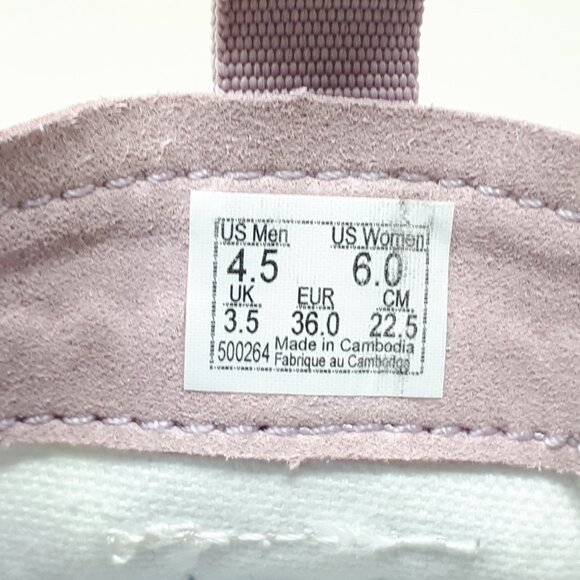 US Men US Women
4.5 6.0
UK EUR CM
3.5 36.0 22.5
500264 Made in Cambodia
Fabrique au Cambodge